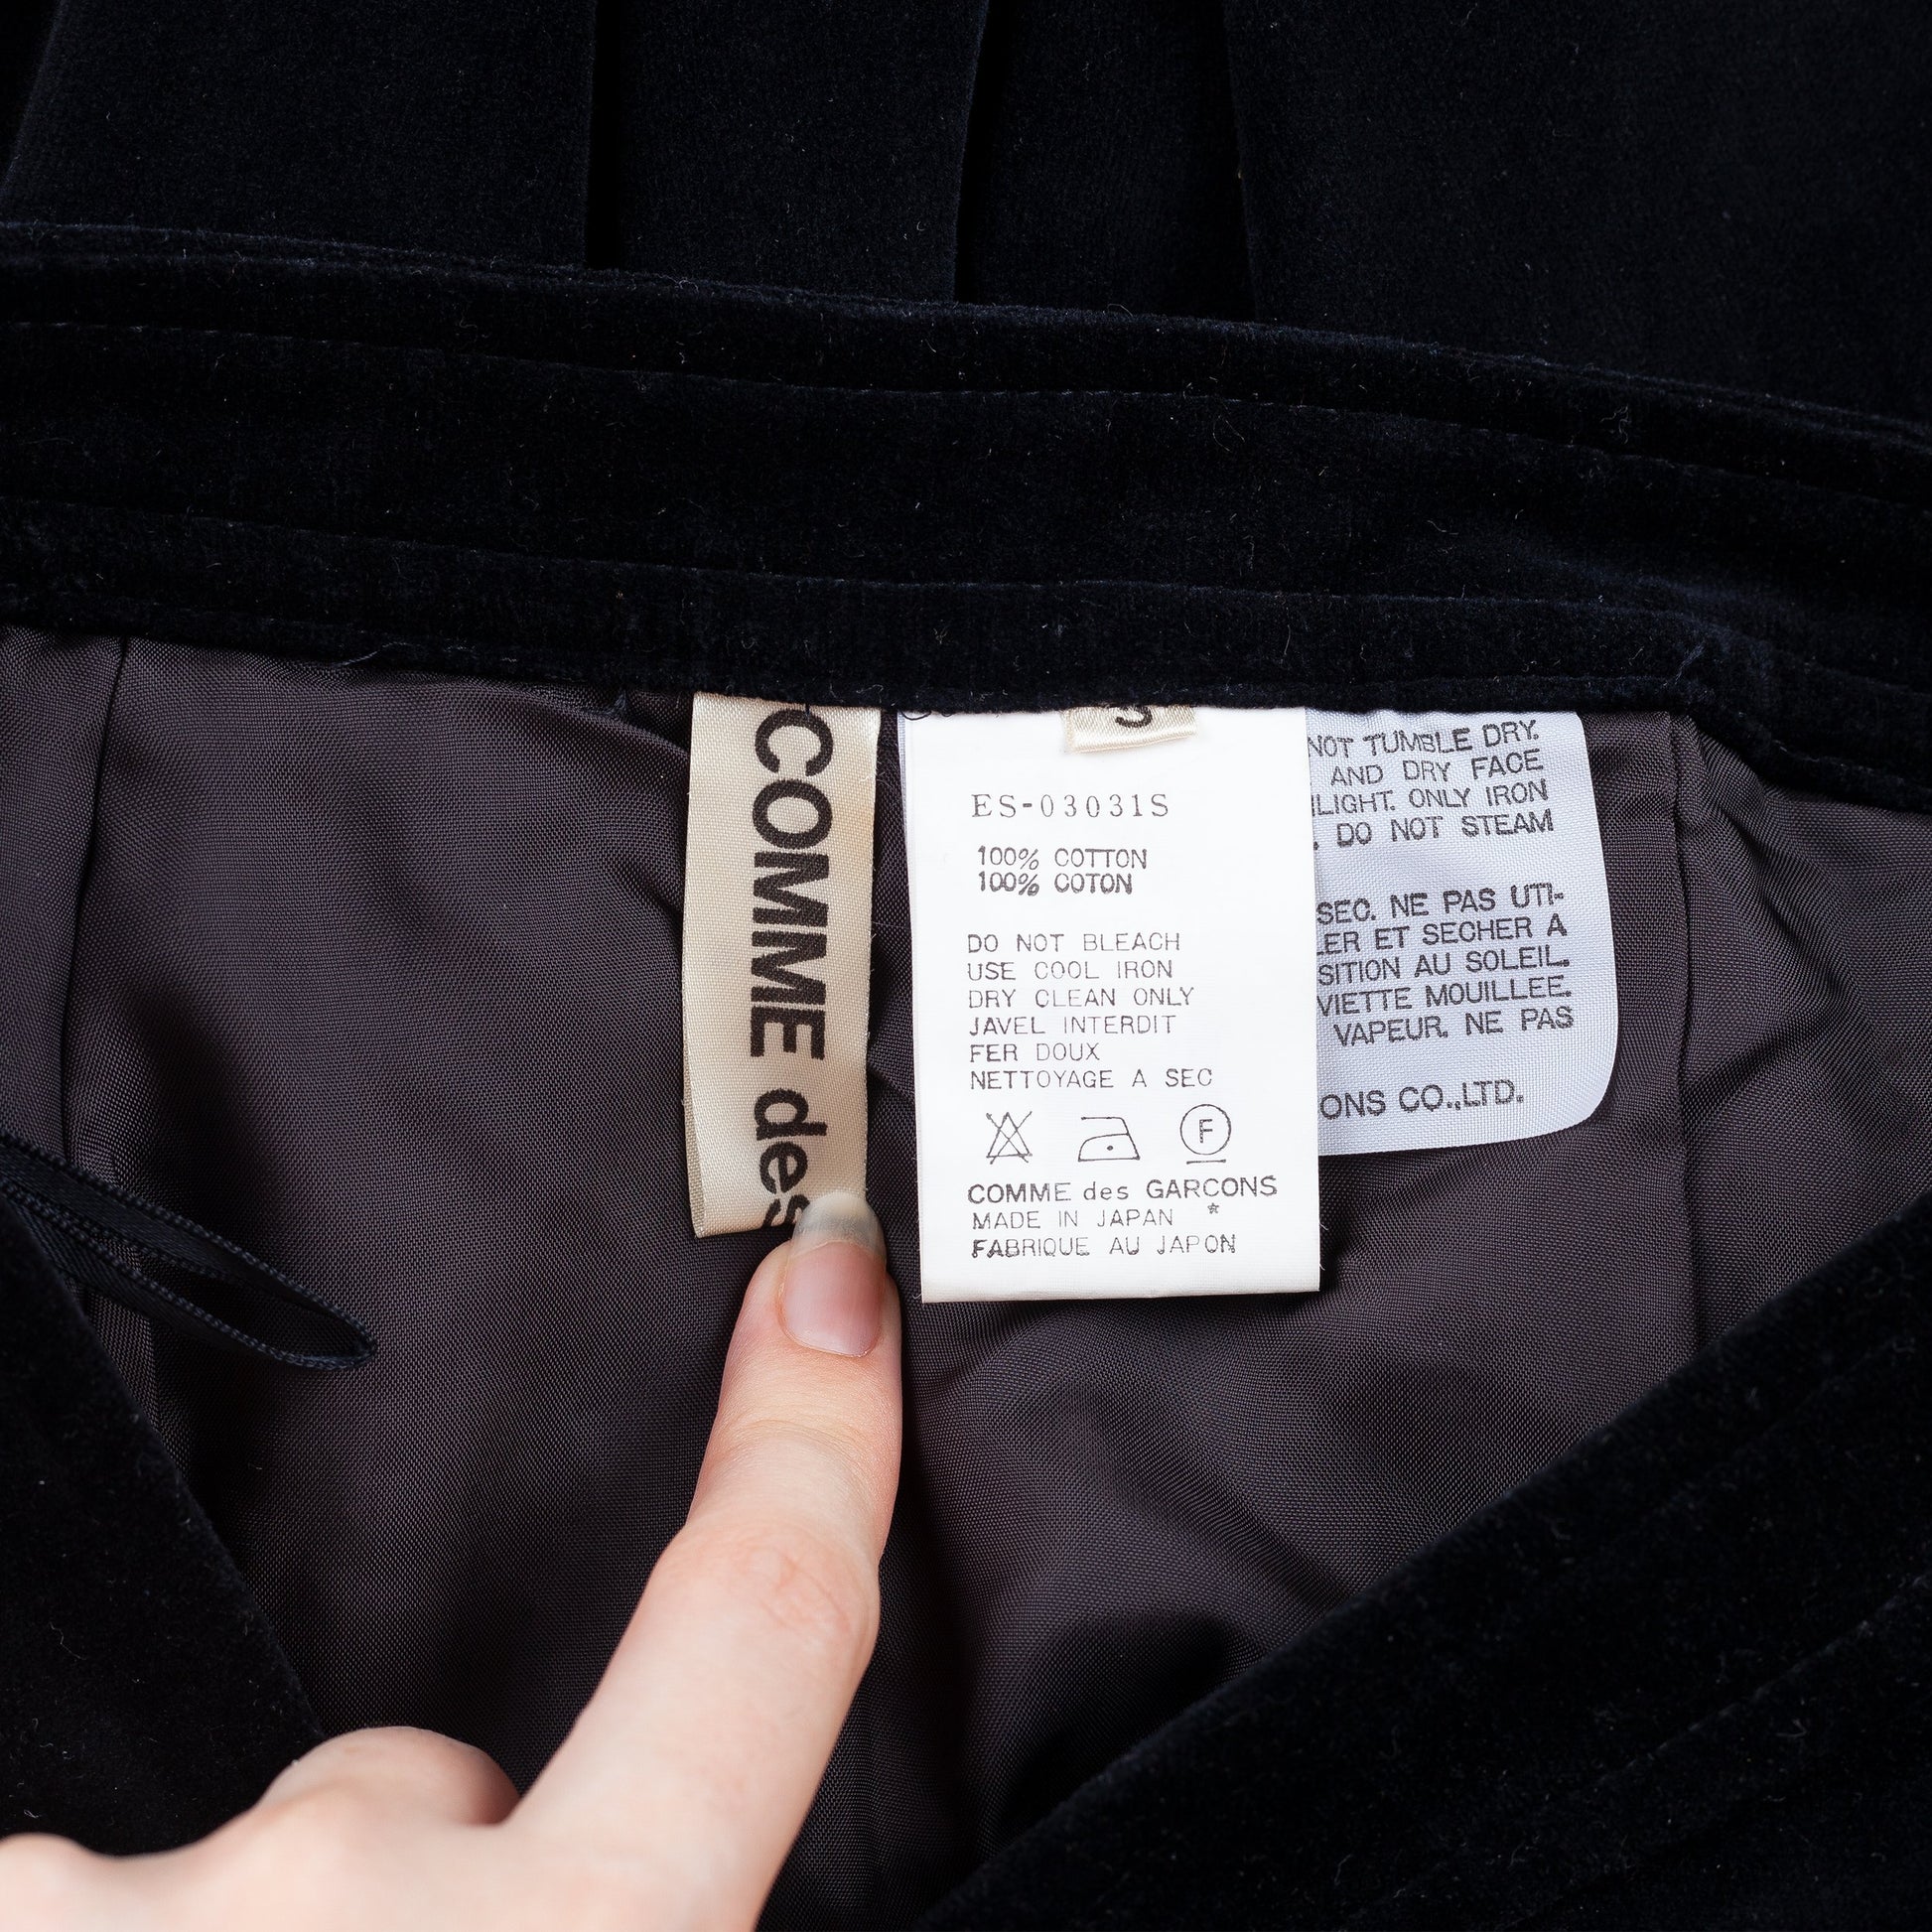 COMME des
ES-03031S
100% COTTON
100% COTON
DO NOT BLEACH
USE COOL IRON
DRY CLEAN ONLY
JAVEL INTERDIT
FER DOUX
NETTOYAGE A SEC
F
COMME des GARCONS
MADE IN JAPAN *
FABRIQUE AU JAPON
NOT TUMBLE DRY.
AND DRY FACE
LIGHT. ONLY IRON
DO NOT STEAM
SEC. NE PAS UTI-
LER ET SECHER A
SITION AU SOLEIL.
VIETTE MOUILLEE.
VAPEUR. NE PAS
ONS CO.,LTD.